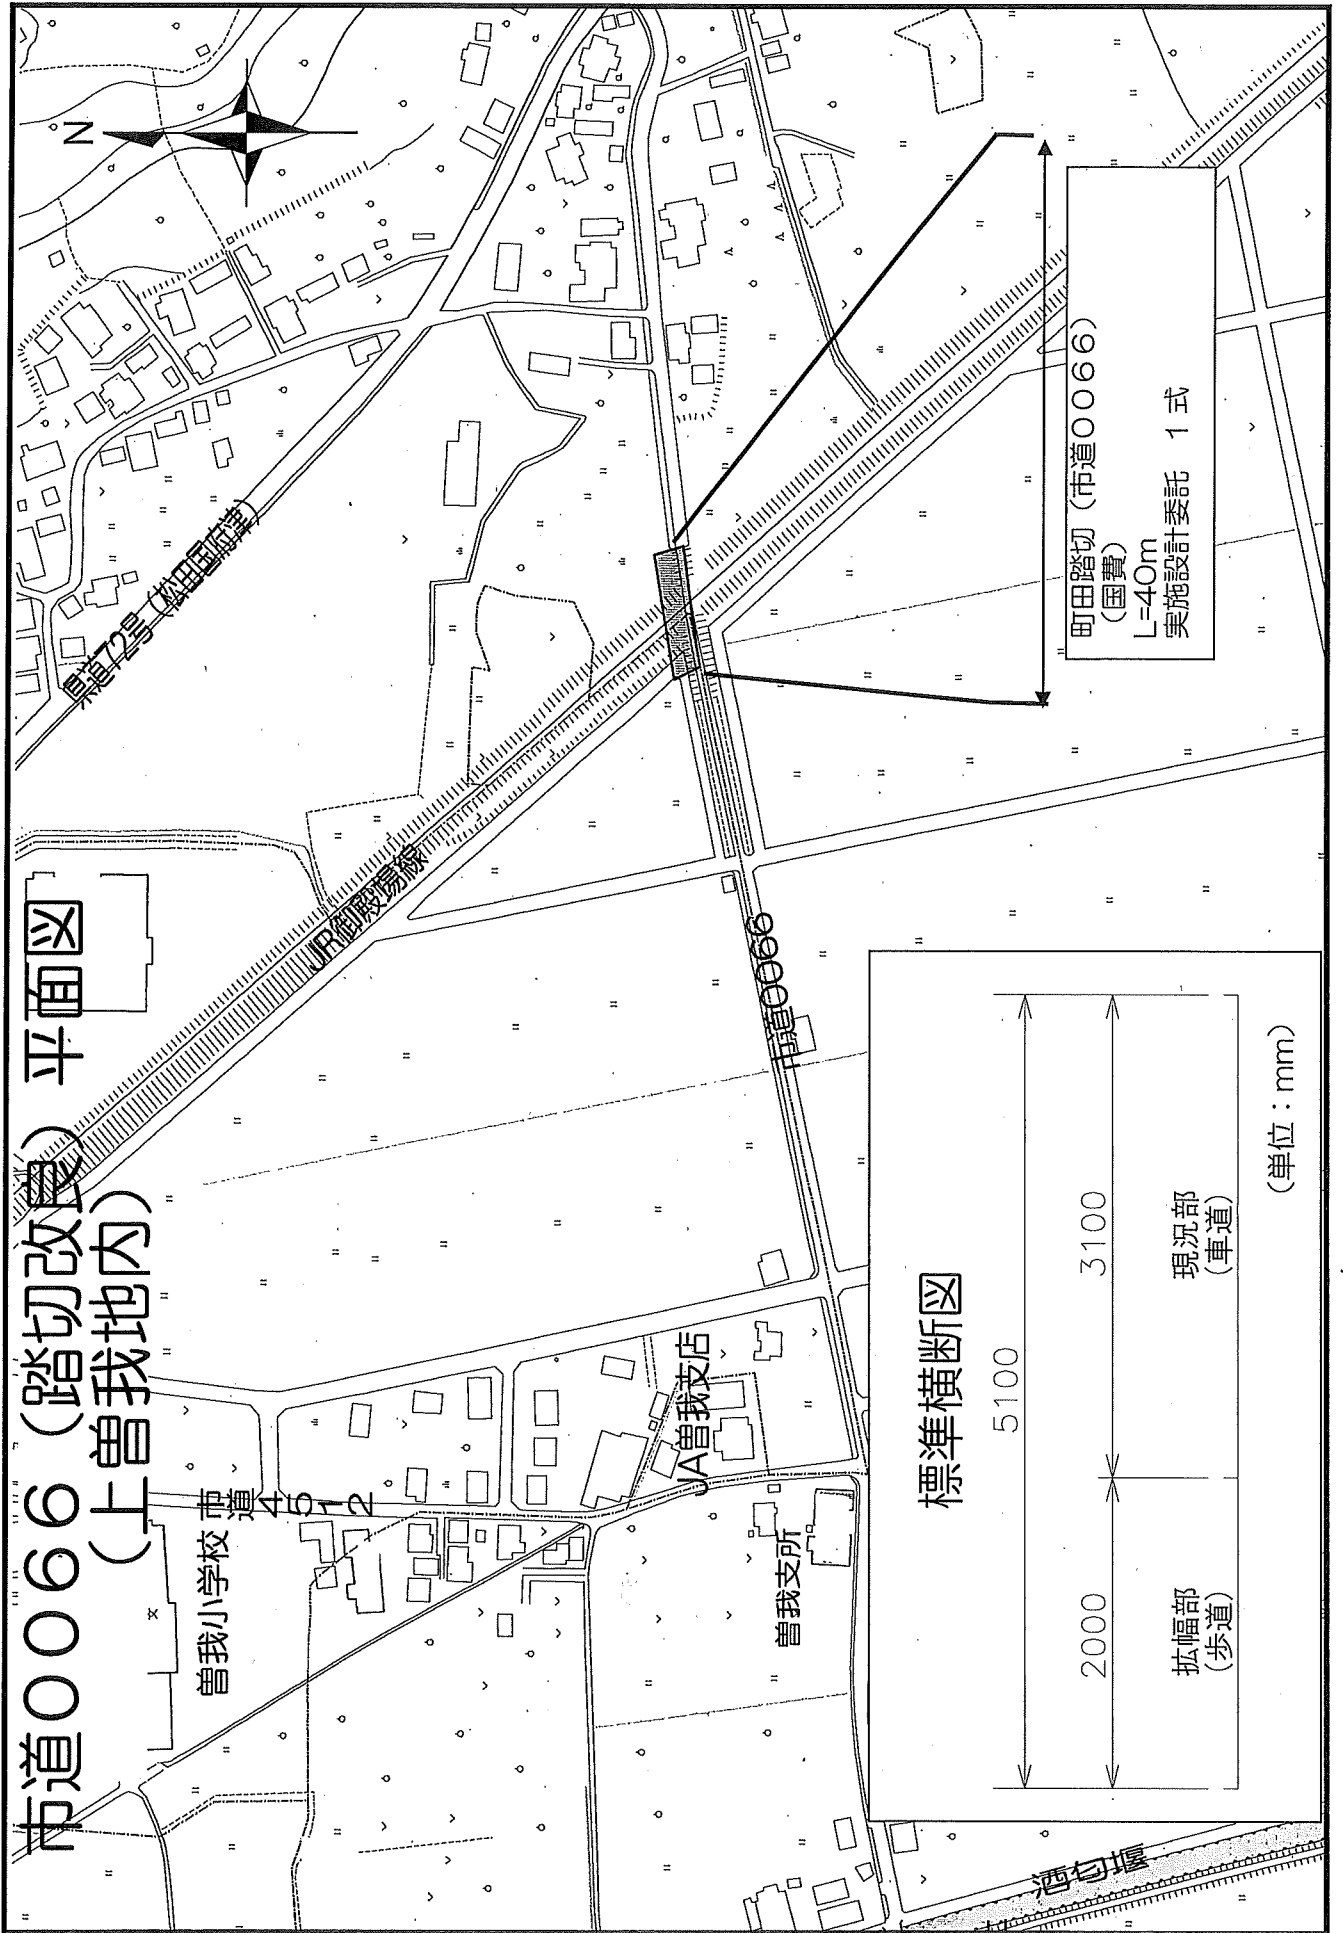 市道0066（踏切改良）平面図
（上曽我地内）
N
県道72号（松田国府津）
JR御殿場線
市道0066
曽我小学校
市道
4512
JA曽我支店
曽我支所
酒匂堰
町田踏切（市道0066）
（国費）
L=40m
実施設計委託 1式
標準横断図
5100
2000
3100
拡幅部
（歩道）
現況部
（車道）
（単位：mm）